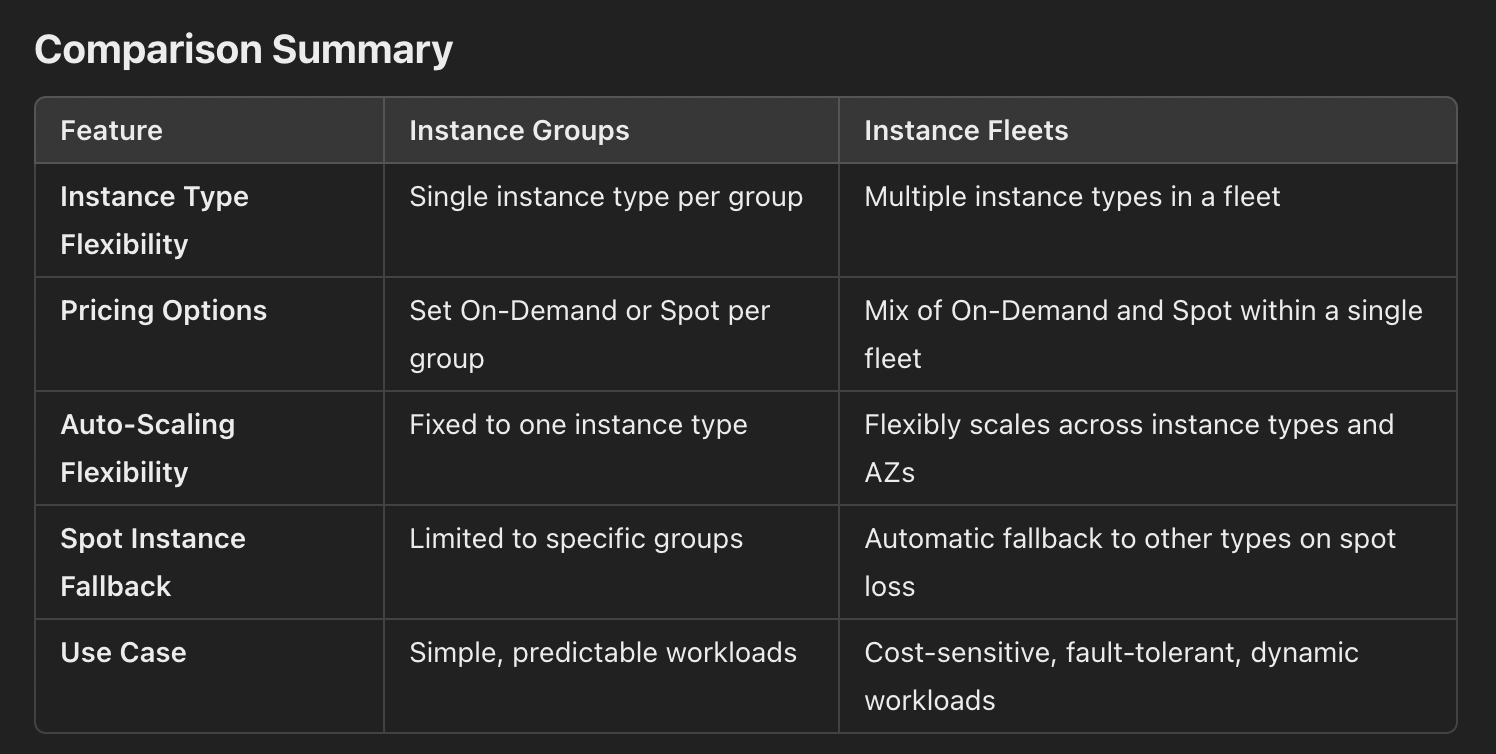 Comparison Summary
Feature
Instance Groups
Instance Fleets
Instance Type
Flexibility
Single instance type per group
Multiple instance types in a fleet
Pricing Options
Set On-Demand or Spot per
group
Mix of On-Demand and Spot within a single
fleet
Auto-Scaling
Flexibility
Fixed to one instance type
Flexibly scales across instance types and
AZs
Spot Instance
Fallback
Limited to specific groups
Automatic fallback to other types on spot
loss
Use Case
Simple, predictable workloads
Cost-sensitive, fault-tolerant, dynamic
workloads